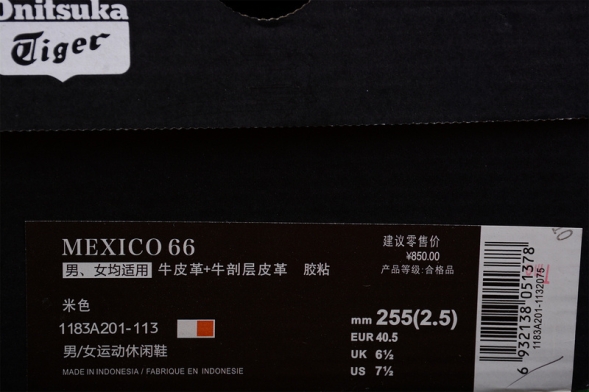 Onitsuka
Tiger
MEXICO 66
男、女均适用 牛皮革+牛剖层皮革 胶粘
建议零售价
¥850.00
产品等级:合格品
米色
1183A201-113
男/女运动休闲鞋
MADE IN INDONESIA / FABRIQUE EN INDONESIE
mm 255(2.5)
EUR 40.5
UK 6½
US 7½
6 932138 051378
1183A201-1132075